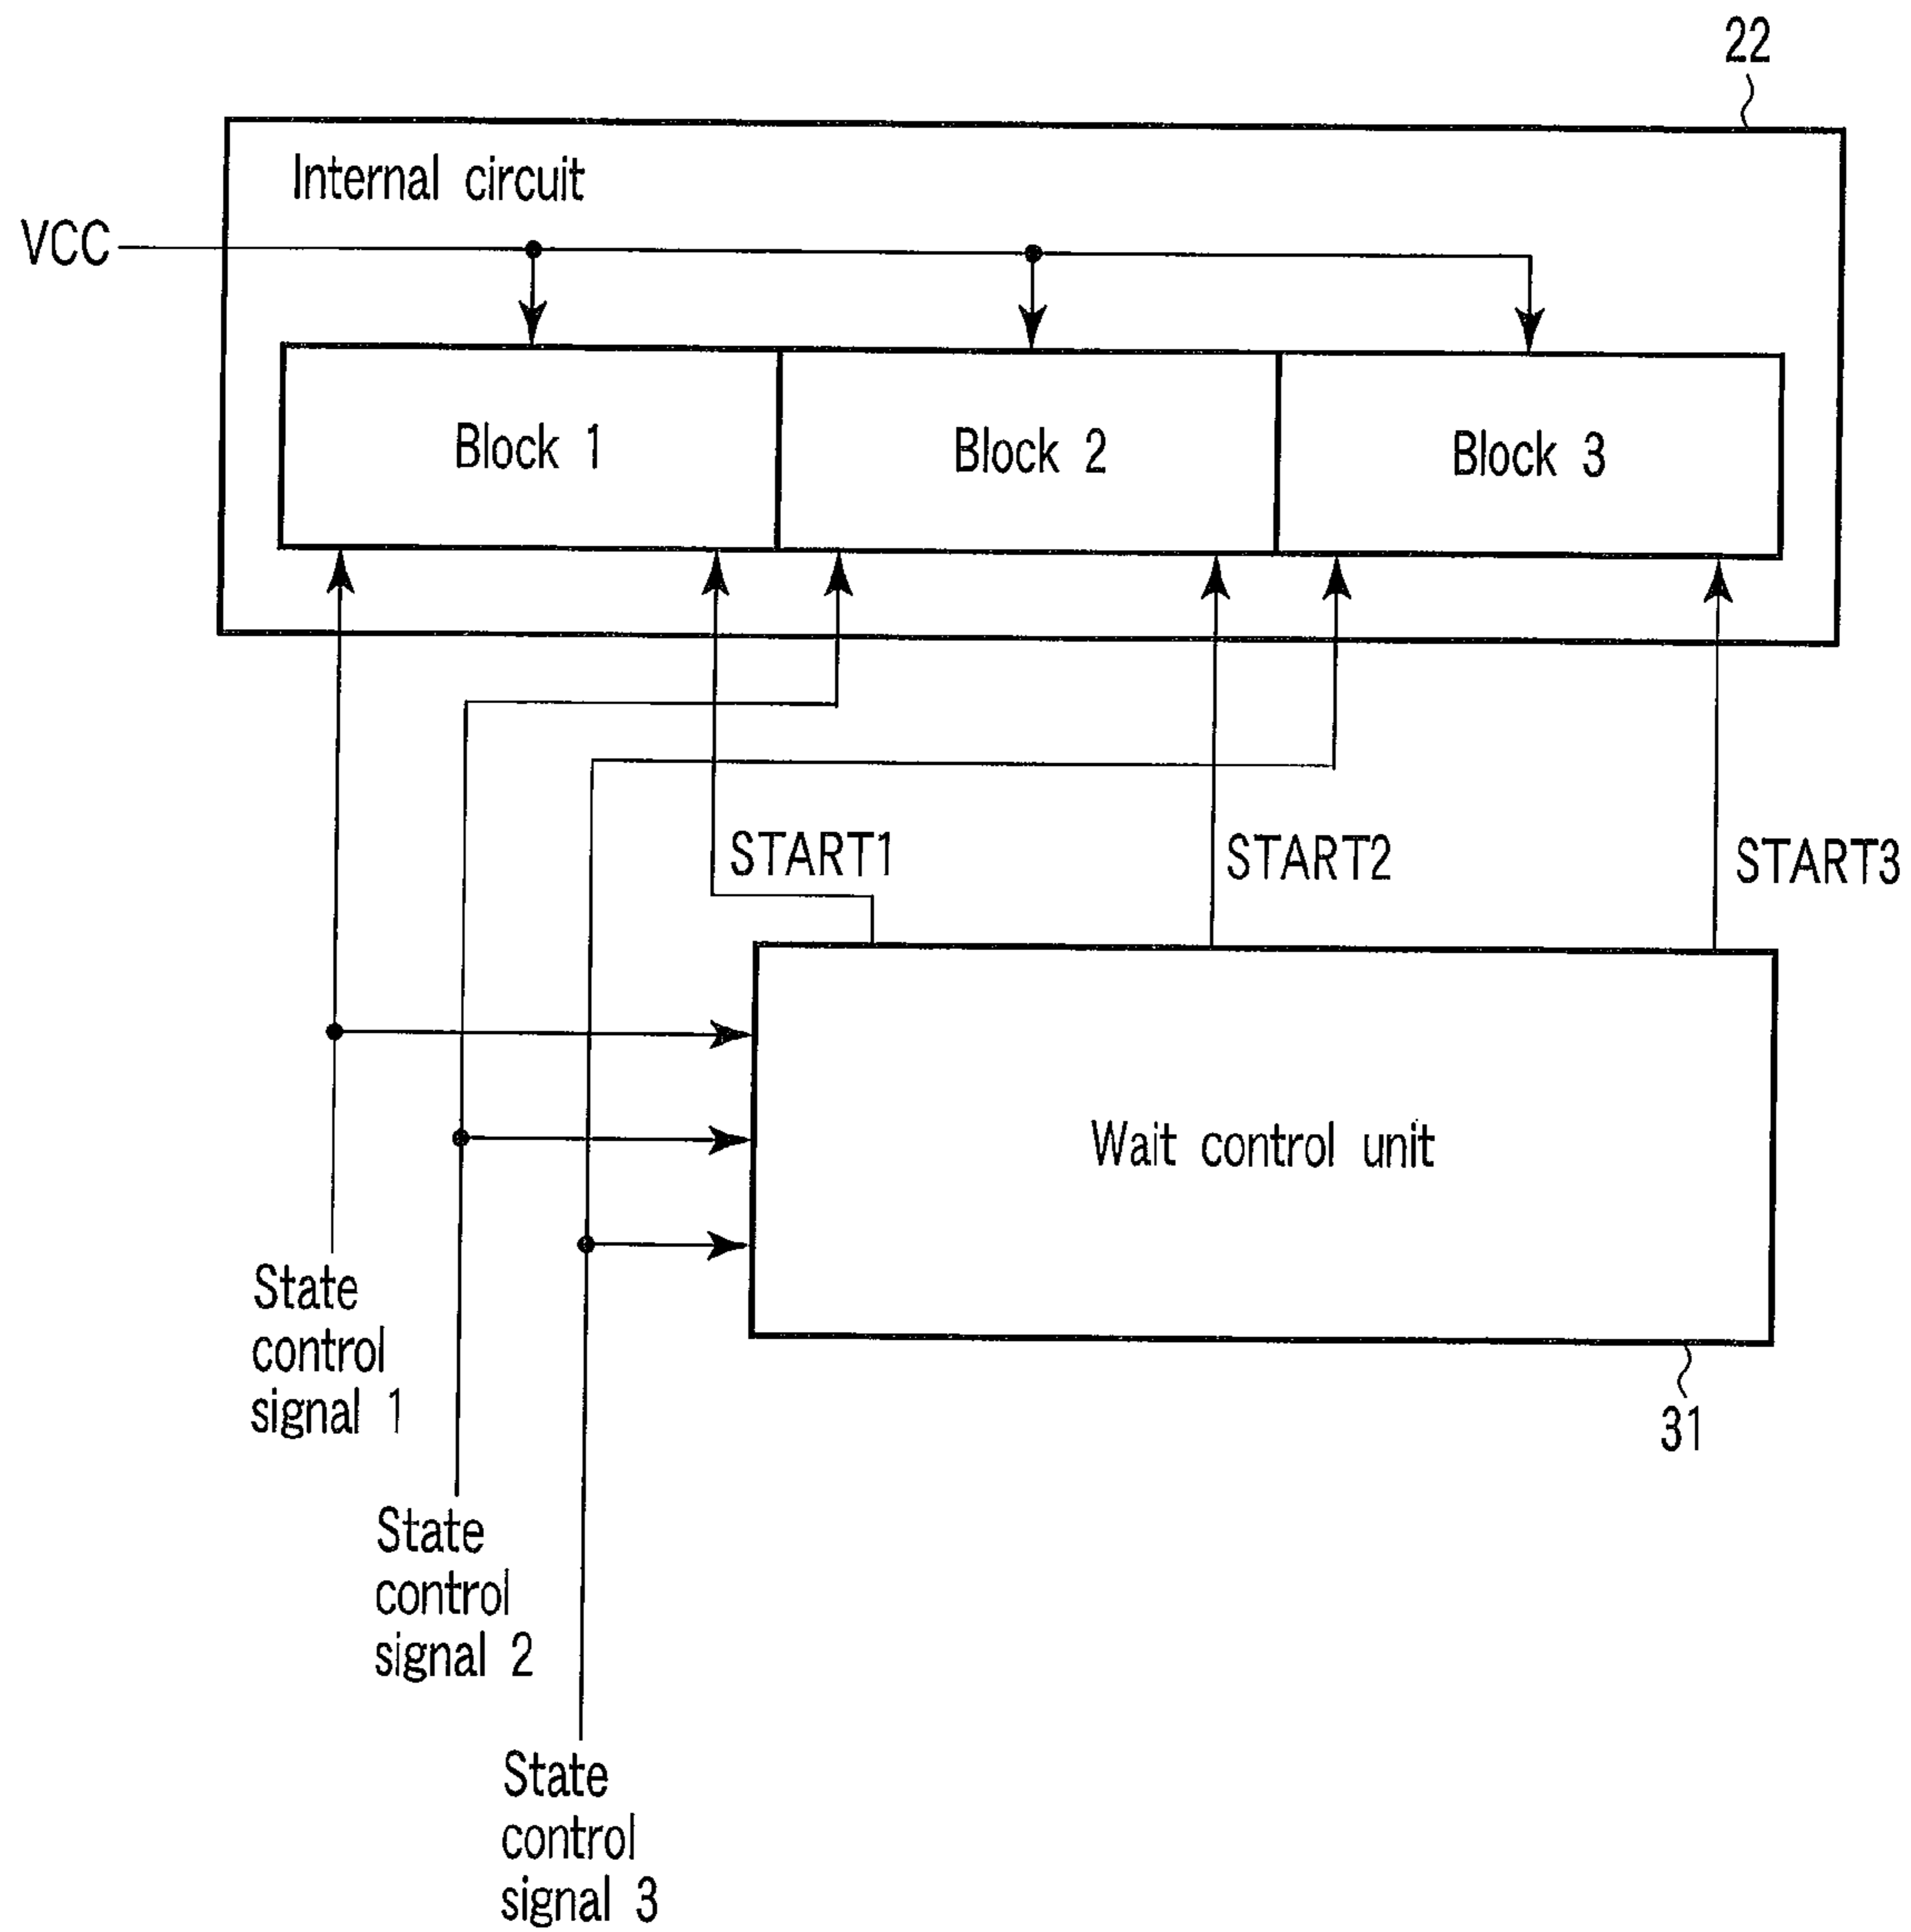 22
Internal circuit
VCC
Block 1
Block 2
Block 3
START1
START2
START3
Wait control unit
State
control
signal 1
31
State
control
signal 2
State
control
signal 3